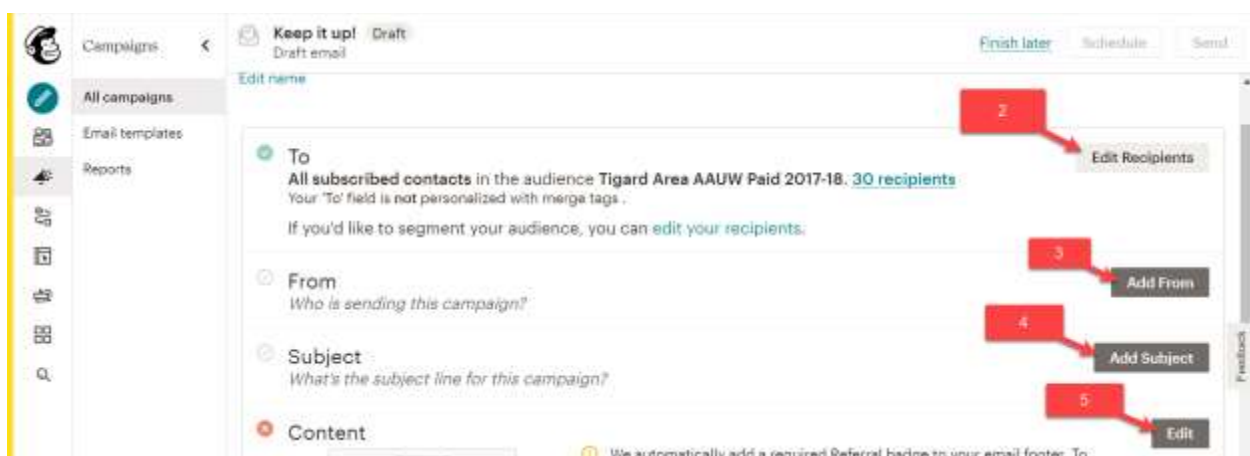 Campaigns
Keep it up! Draft
Draft email
Finish later Schedule Send
Edit name
All campaigns
Email templates
Reports
2
To
Edit Recipients
All subscribed contacts in the audience Tigard Area AAUW Paid 2017-18. 30 recipients
Your 'To' field is not personalized with merge tags .
If you'd like to segment your audience, you can edit your recipients.
3
From
Add From
Who is sending this campaign?
4
Subject
Add Subject
What's the subject line for this campaign?
5
Content
Edit
We automatically add a required Referral badge to your email footer. To
Feedback